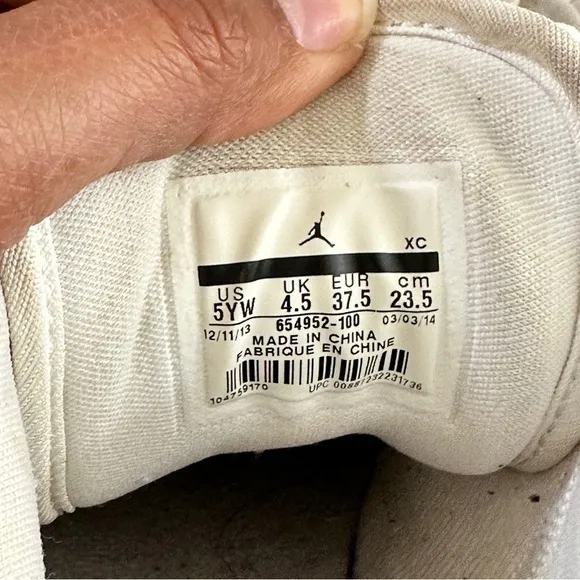 XC
US UK EUR cm
5YW 4.5 37.5 23.5
12/11/13 654952-100 03/03/14
MADE IN CHINA
FABRIQUE EN CHINE
104759170 UPC 00887232231736